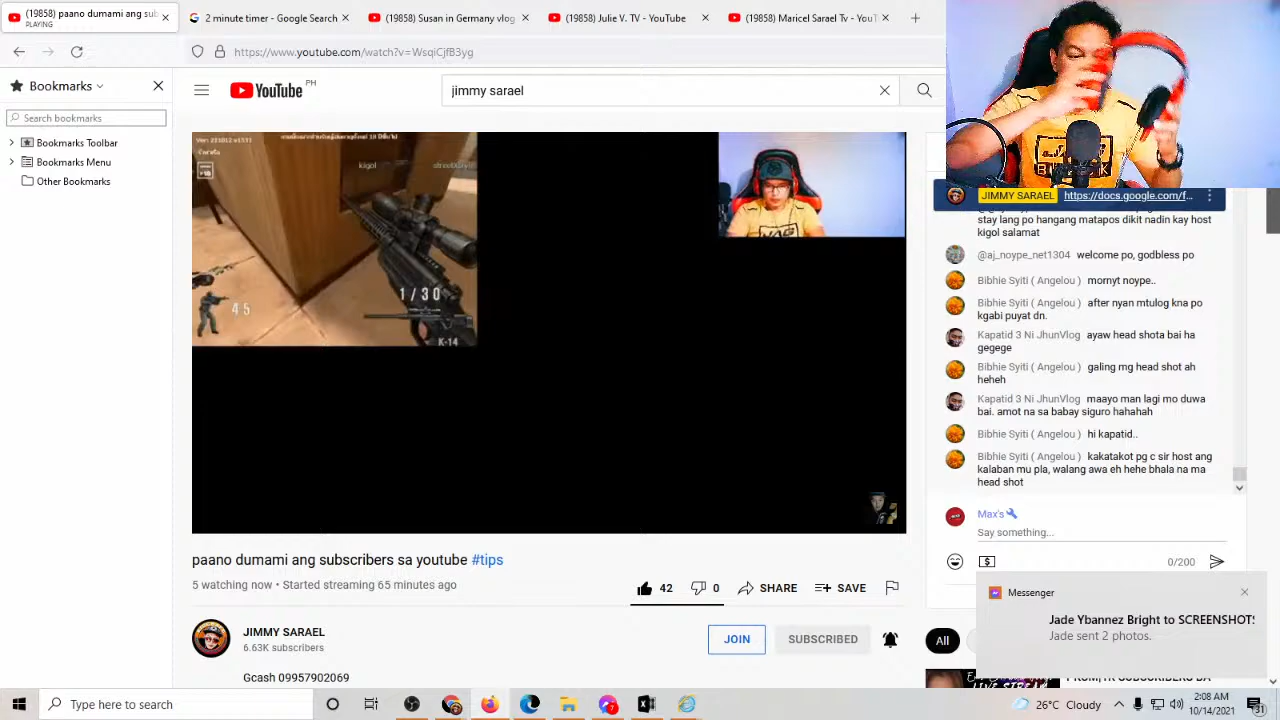 (19858) paano dumami ang sub
PLAYING
2 minute timer - Google Search
(19858) Susan in Germany vlog
(19858) Julie V. TV - YouTube
(19858) Maricel Sarael Tv - YouT
https://www.youtube.com/watch?v=WsqiCjfB3yg
Bookmarks
Search bookmarks
Bookmarks Toolbar
Bookmarks Menu
Other Bookmarks
YouTube PH
jimmy sarael
kigol
45
1/30
K-14
JIMMY SARAEL https://docs.google.com/f...
stay lang po hangang matapos dikit nadin kay host
kigol salamat
@aj_noype_net1304 welcome po, godbless po
Bibhie Syiti ( Angelou ) mornyt noype..
Bibhie Syiti ( Angelou ) after nyan mtulog kna po
kgabi puyat dn.
Kapatid 3 Ni JhunVlog ayaw head shota bai ha
gegege
Bibhie Syiti ( Angelou ) galing mg head shot ah
heheh
Kapatid 3 Ni JhunVlog maayo man lagi mo duwa
bai. amot na sa babay siguro hahahah
Bibhie Syiti ( Angelou ) hi kapatid..
Bibhie Syiti ( Angelou ) kakatakot pg c sir host ang
kalaban mu pla, walang awa eh hehe bhala na ma
head shot
Max's
Say something...
0/200
paano dumami ang subscribers sa youtube #tips
5 watching now • Started streaming 65 minutes ago
42
0
SHARE
SAVE
JIMMY SARAEL
6.63K subscribers
JOIN
SUBSCRIBED
Gcash 09957902069
All
Messenger
Jade Ybannez Bright to SCREENSHOTS
Jade sent 2 photos.
Type here to search
26°C Cloudy
2:08 AM
10/14/2021
31